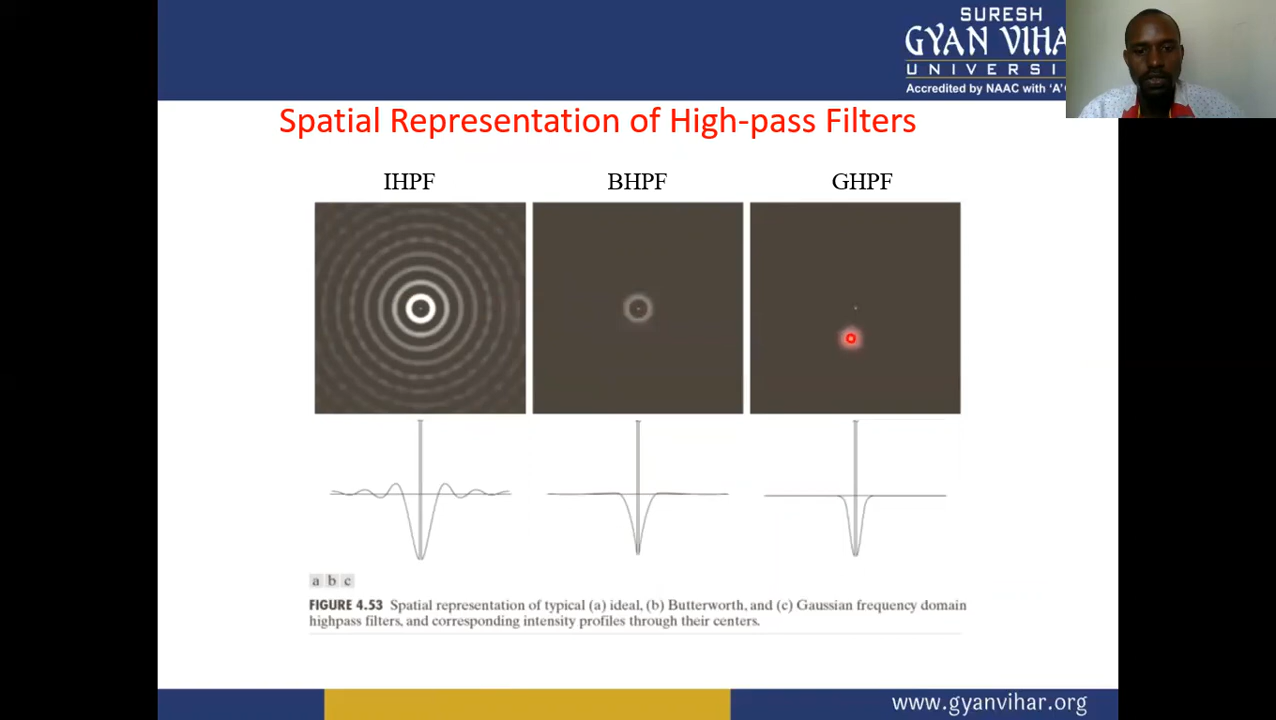 SURESH
GYAN VIHA
UNIVERSI
Accredited by NAAC with 'A'
Spatial Representation of High-pass Filters
IHPF BHPF GHPF
a b c
FIGURE 4.53 Spatial representation of typical (a) ideal, (b) Butterworth, and (c) Gaussian frequency domain
highpass filters, and corresponding intensity profiles through their centers.
www.gyanvihar.org